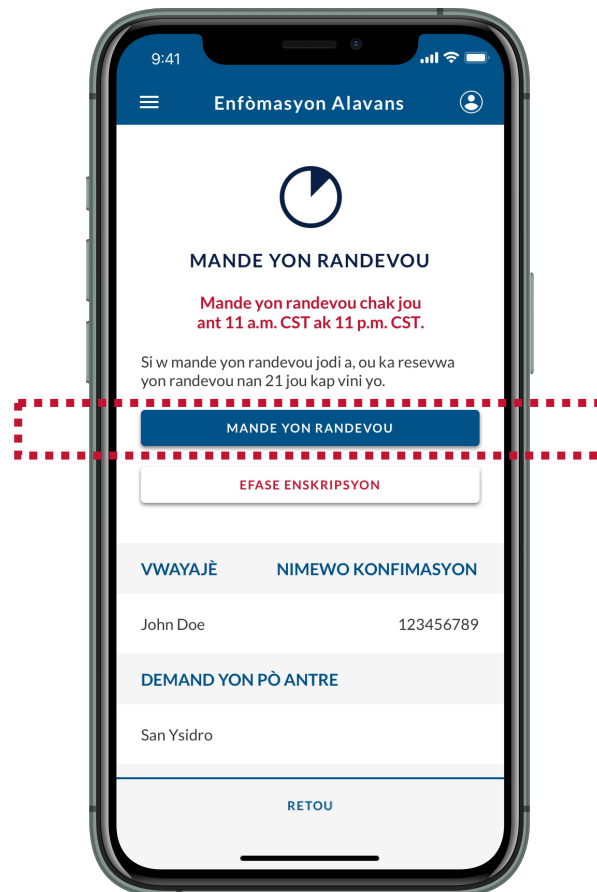 9:41
Enfòmasyon Alavans
MANDE YON RANDEVOU
Mande yon randevou chak jou
ant 11 a.m. CST ak 11 p.m. CST.
Si w mande yon randevou jodi a, ou ka resevwa
yon randevou nan 21 jou kap vini yo.
MANDE YON RANDEVOU
EFASE ENSKRIPSYON
VWAYAJÈ NIMEWO KONFIMASYON
John Doe 123456789
DEMAND YON PÒ ANTRE
San Ysidro
RETOU